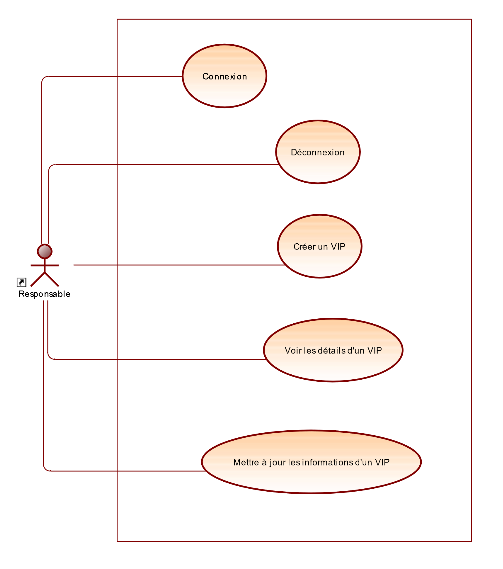 Connexion
Déconnexion
Créer un VIP
Responsable
Voir les détails d'un VIP
Mettre à jour les informations d'un VIP